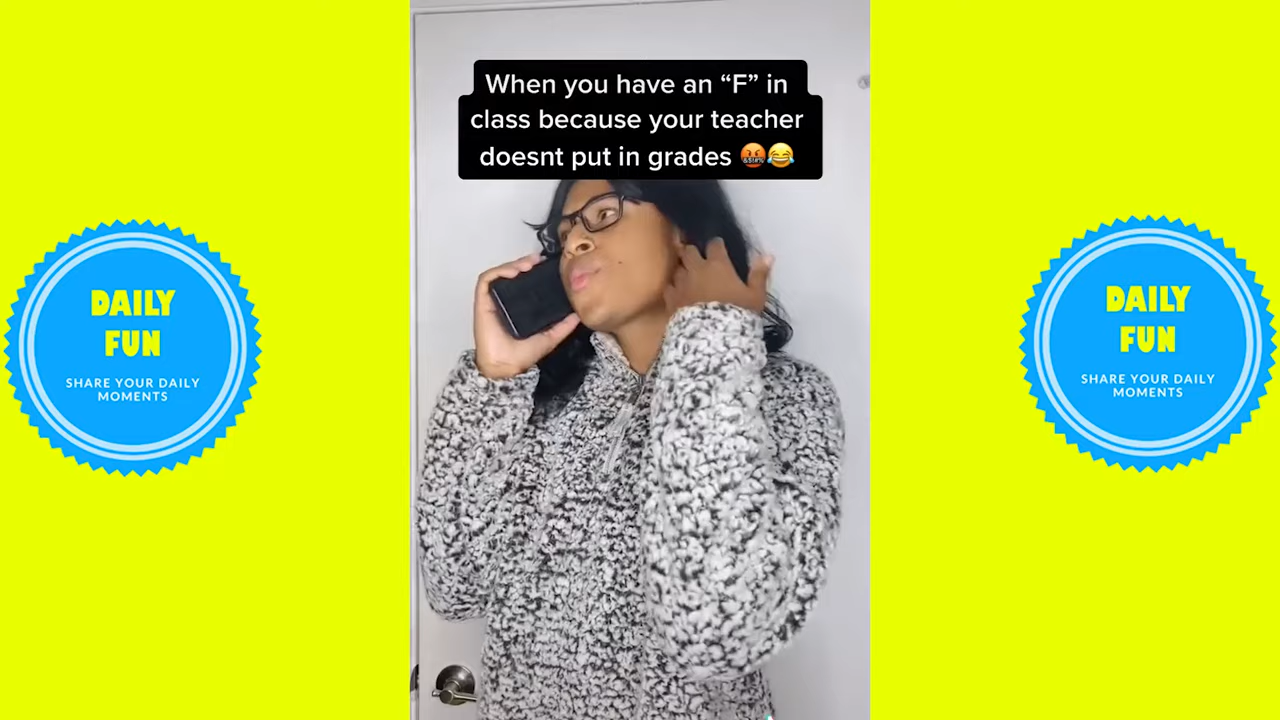 When you have an “F” in
class because your teacher
doesnt put in grades 🤬😂
DAILY
FUN
SHARE YOUR DAILY
MOMENTS
DAILY
FUN
SHARE YOUR DAILY
MOMENTS